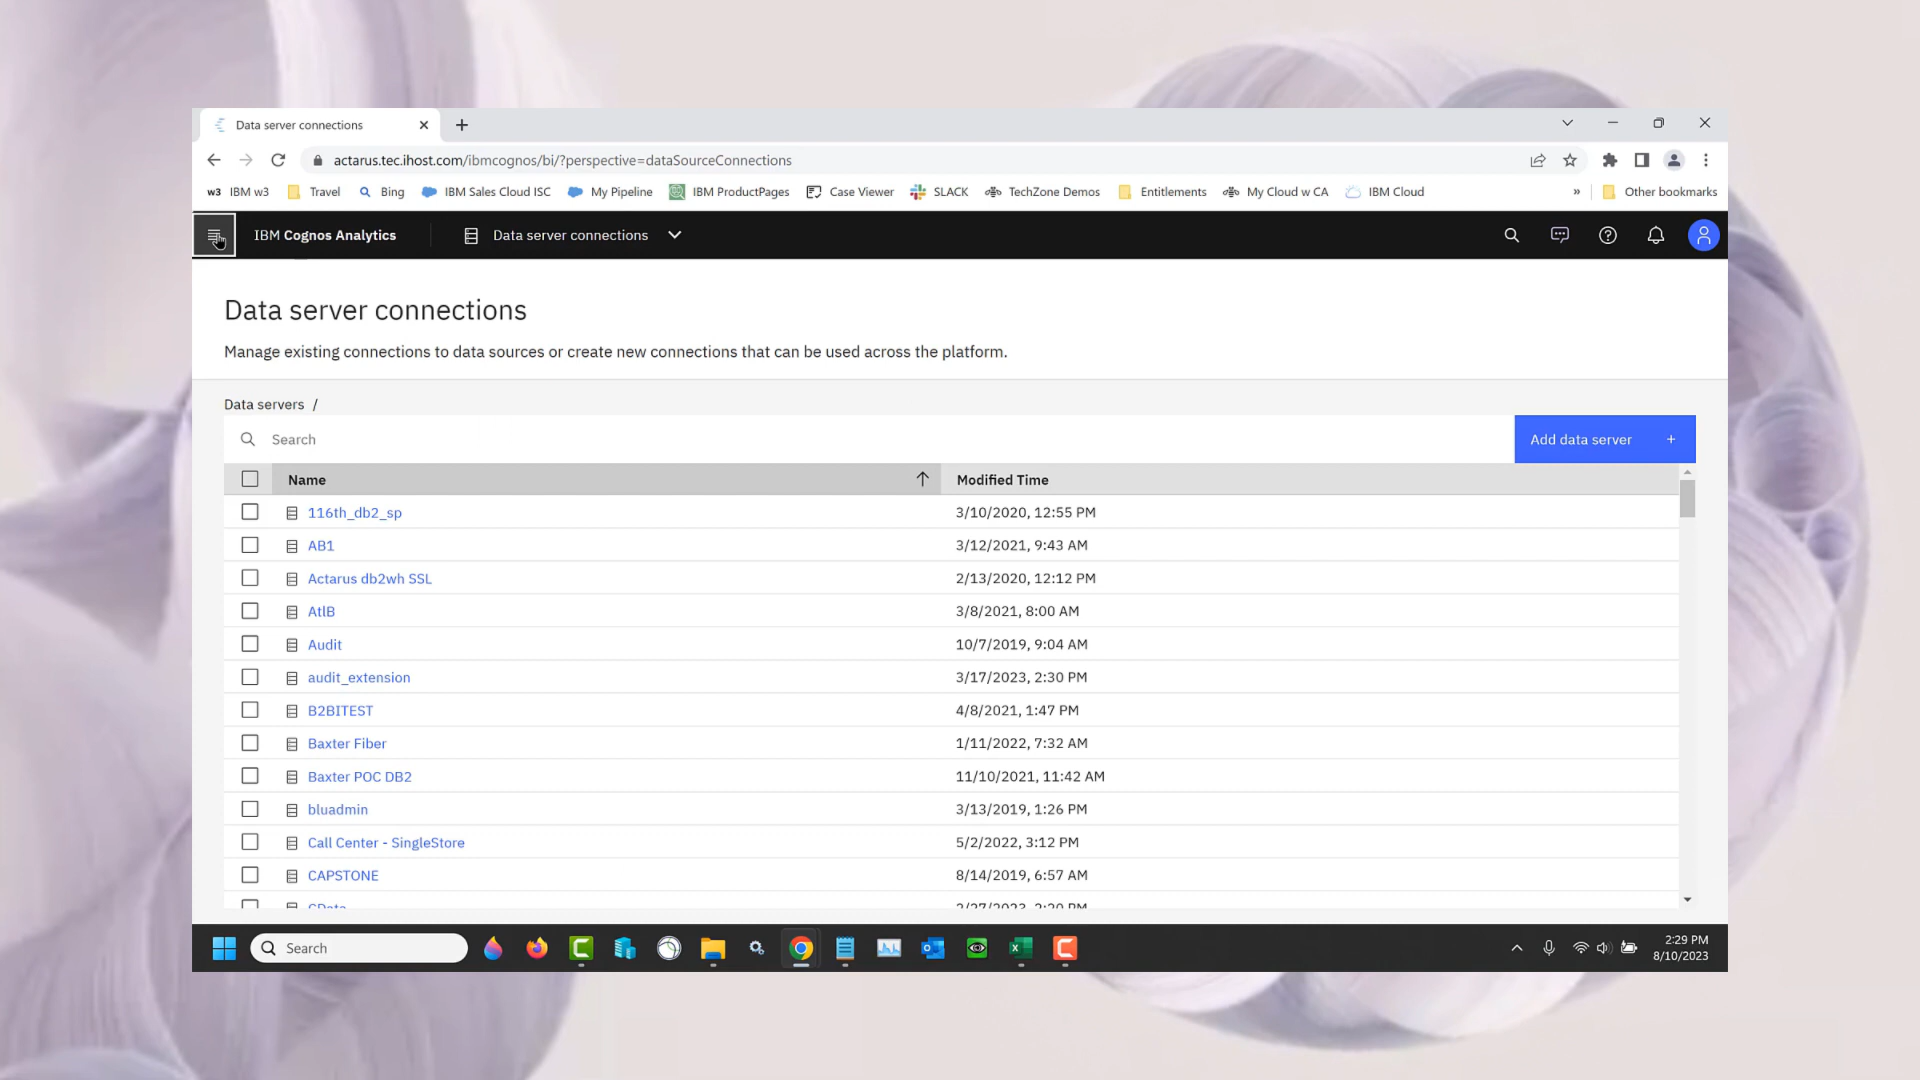 Data server connections
actarus.tec.ihost.com/ibmcognos/bi/?perspective=dataSourceConnections
w3 IBM w3 Travel Bing IBM Sales Cloud ISC My Pipeline IBM ProductPages Case Viewer SLACK TechZone Demos Entitlements My Cloud w CA IBM Cloud » Other bookmarks
IBM Cognos Analytics Data server connections
Data server connections
Manage existing connections to data sources or create new connections that can be used across the platform.
Data servers /
Search Add data server +
Name Modified Time
116th_db2_sp 3/10/2020, 12:55 PM
AB1 3/12/2021, 9:43 AM
Actarus db2wh SSL 2/13/2020, 12:12 PM
AtlB 3/8/2021, 8:00 AM
Audit 10/7/2019, 9:04 AM
audit_extension 3/17/2023, 2:30 PM
B2BITEST 4/8/2021, 1:47 PM
Baxter Fiber 1/11/2022, 7:32 AM
Baxter POC DB2 11/10/2021, 11:42 AM
bluadmin 3/13/2019, 1:26 PM
Call Center - SingleStore 5/2/2022, 3:12 PM
CAPSTONE 8/14/2019, 6:57 AM
CData
Search
2:29 PM
8/10/2023